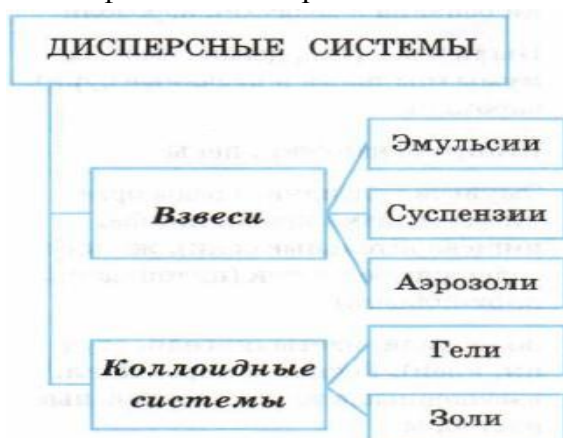 ДИСПЕРСНЫЕ СИСТЕМЫ
Взвеси
Эмульсии
Суспензии
Аэрозоли
Коллоидные
системы
Гели
Золи